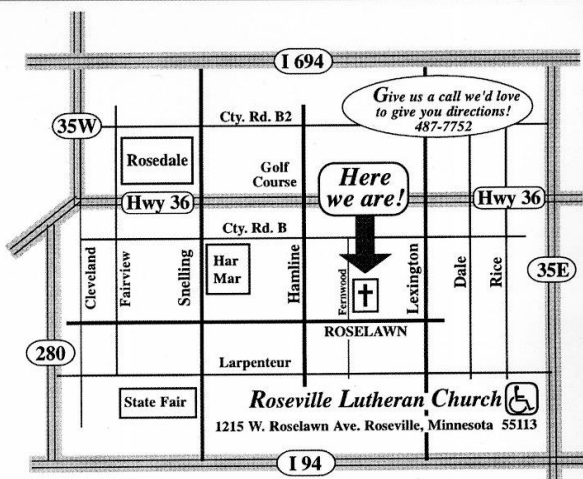 I 694
Give us a call we'd love
to give you directions!
487-7752
35W
Cty. Rd. B2
Rosedale
Golf
Course
Here
we are!
Hwy 36
Hwy 36
Cty. Rd. B
Cleveland
Fairview
Snelling
Har
Mar
Hamline
Fernwood
Lexington
Dale
Rice
35E
ROSELAWN
280
Larpenteur
State Fair
Roseville Lutheran Church
1215 W. Roselawn Ave. Roseville, Minnesota 55113
I 94